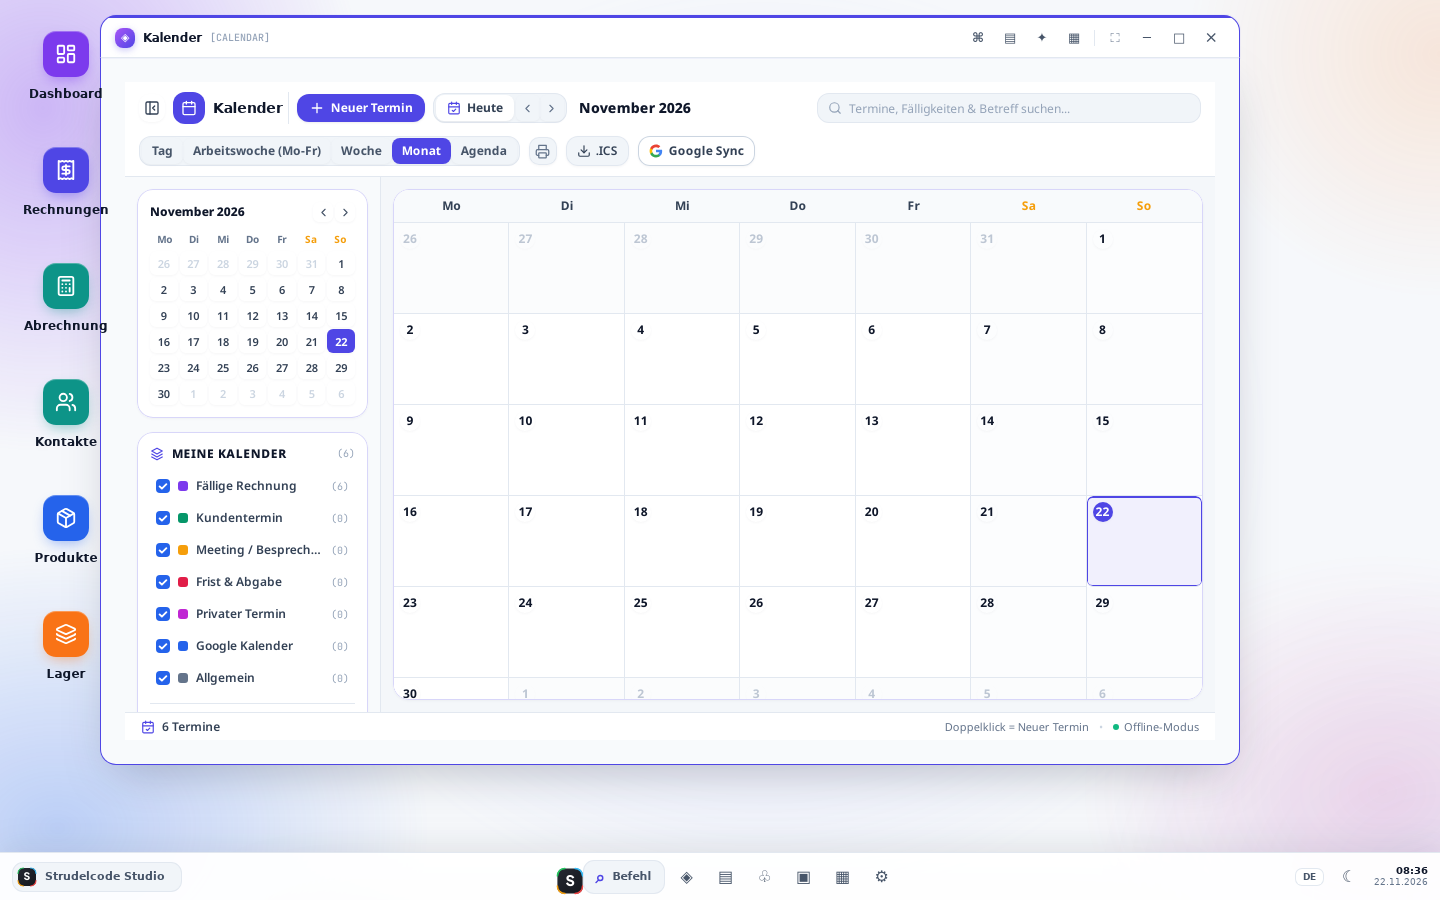 Kalender [CALENDAR]
Dashboard
Rechnungen
Abrechnung
Kontakte
Produkte
Lager
Kalender
Neuer Termin
Heute
November 2026
Termine, Fälligkeiten & Betreff suchen...
Tag Arbeitswoche (Mo-Fr) Woche Monat Agenda
.ICS
Google Sync
November 2026
Mo Di Mi Do Fr Sa So
26 27 28 29 30 31 1
2 3 4 5 6 7 8
9 10 11 12 13 14 15
16 17 18 19 20 21 22
23 24 25 26 27 28 29
30 1 2 3 4 5 6
MEINE KALENDER (6)
Fällige Rechnung (6)
Kundentermin (0)
Meeting / Besprech... (0)
Frist & Abgabe (0)
Privater Termin (0)
Google Kalender (0)
Allgemein (0)
Mo Di Mi Do Fr Sa So
26 27 28 29 30 31 1
2 3 4 5 6 7 8
9 10 11 12 13 14 15
16 17 18 19 20 21 22
23 24 25 26 27 28 29
30 1 2 3 4 5 6
6 Termine
Doppelklick = Neuer Termin · Offline-Modus
S Strudelcode Studio
S
Befehl
DE
08:36
22.11.2026